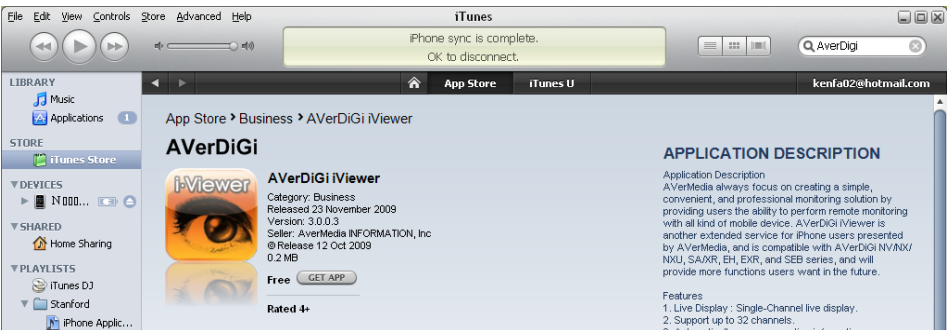 File Edit View Controls Store Advanced Help
iTunes
iPhone sync is complete.
OK to disconnect.
AverDigi
LIBRARY
Music
Applications 1
STORE
iTunes Store
DEVICES
N000...
SHARED
Home Sharing
PLAYLISTS
iTunes DJ
Stanford
iPhone Applic...
App Store iTunes U kenfa02@hotmail.com
App Store > Business > AVerDiGi iViewer
AVerDiGi
i-Viewer
AVerDiGi iViewer
Category: Business
Released 23 November 2009
Version: 3.0.0.3
Seller: AverMedia INFORMATION, Inc
© Release 12 Oct 2009
0.2 MB
Free GET APP
Rated 4+
APPLICATION DESCRIPTION
Application Description
AVerMedia always focus on creating a simple,
convenient, and professional monitoring solution by
providing users the ability to perform remote monitoring
with all kind of mobile device. AVerDiGi iViewer is
another extended service for iPhone users presented
by AVerMedia, and is compatible with AVerDiGi NV/NX/
NXU, SA/XR, EH, EXR, and SEB series, and will
provide more functions users want in the future.
Features
1. Live Display : Single-Channel live display.
2. Support up to 32 channels.